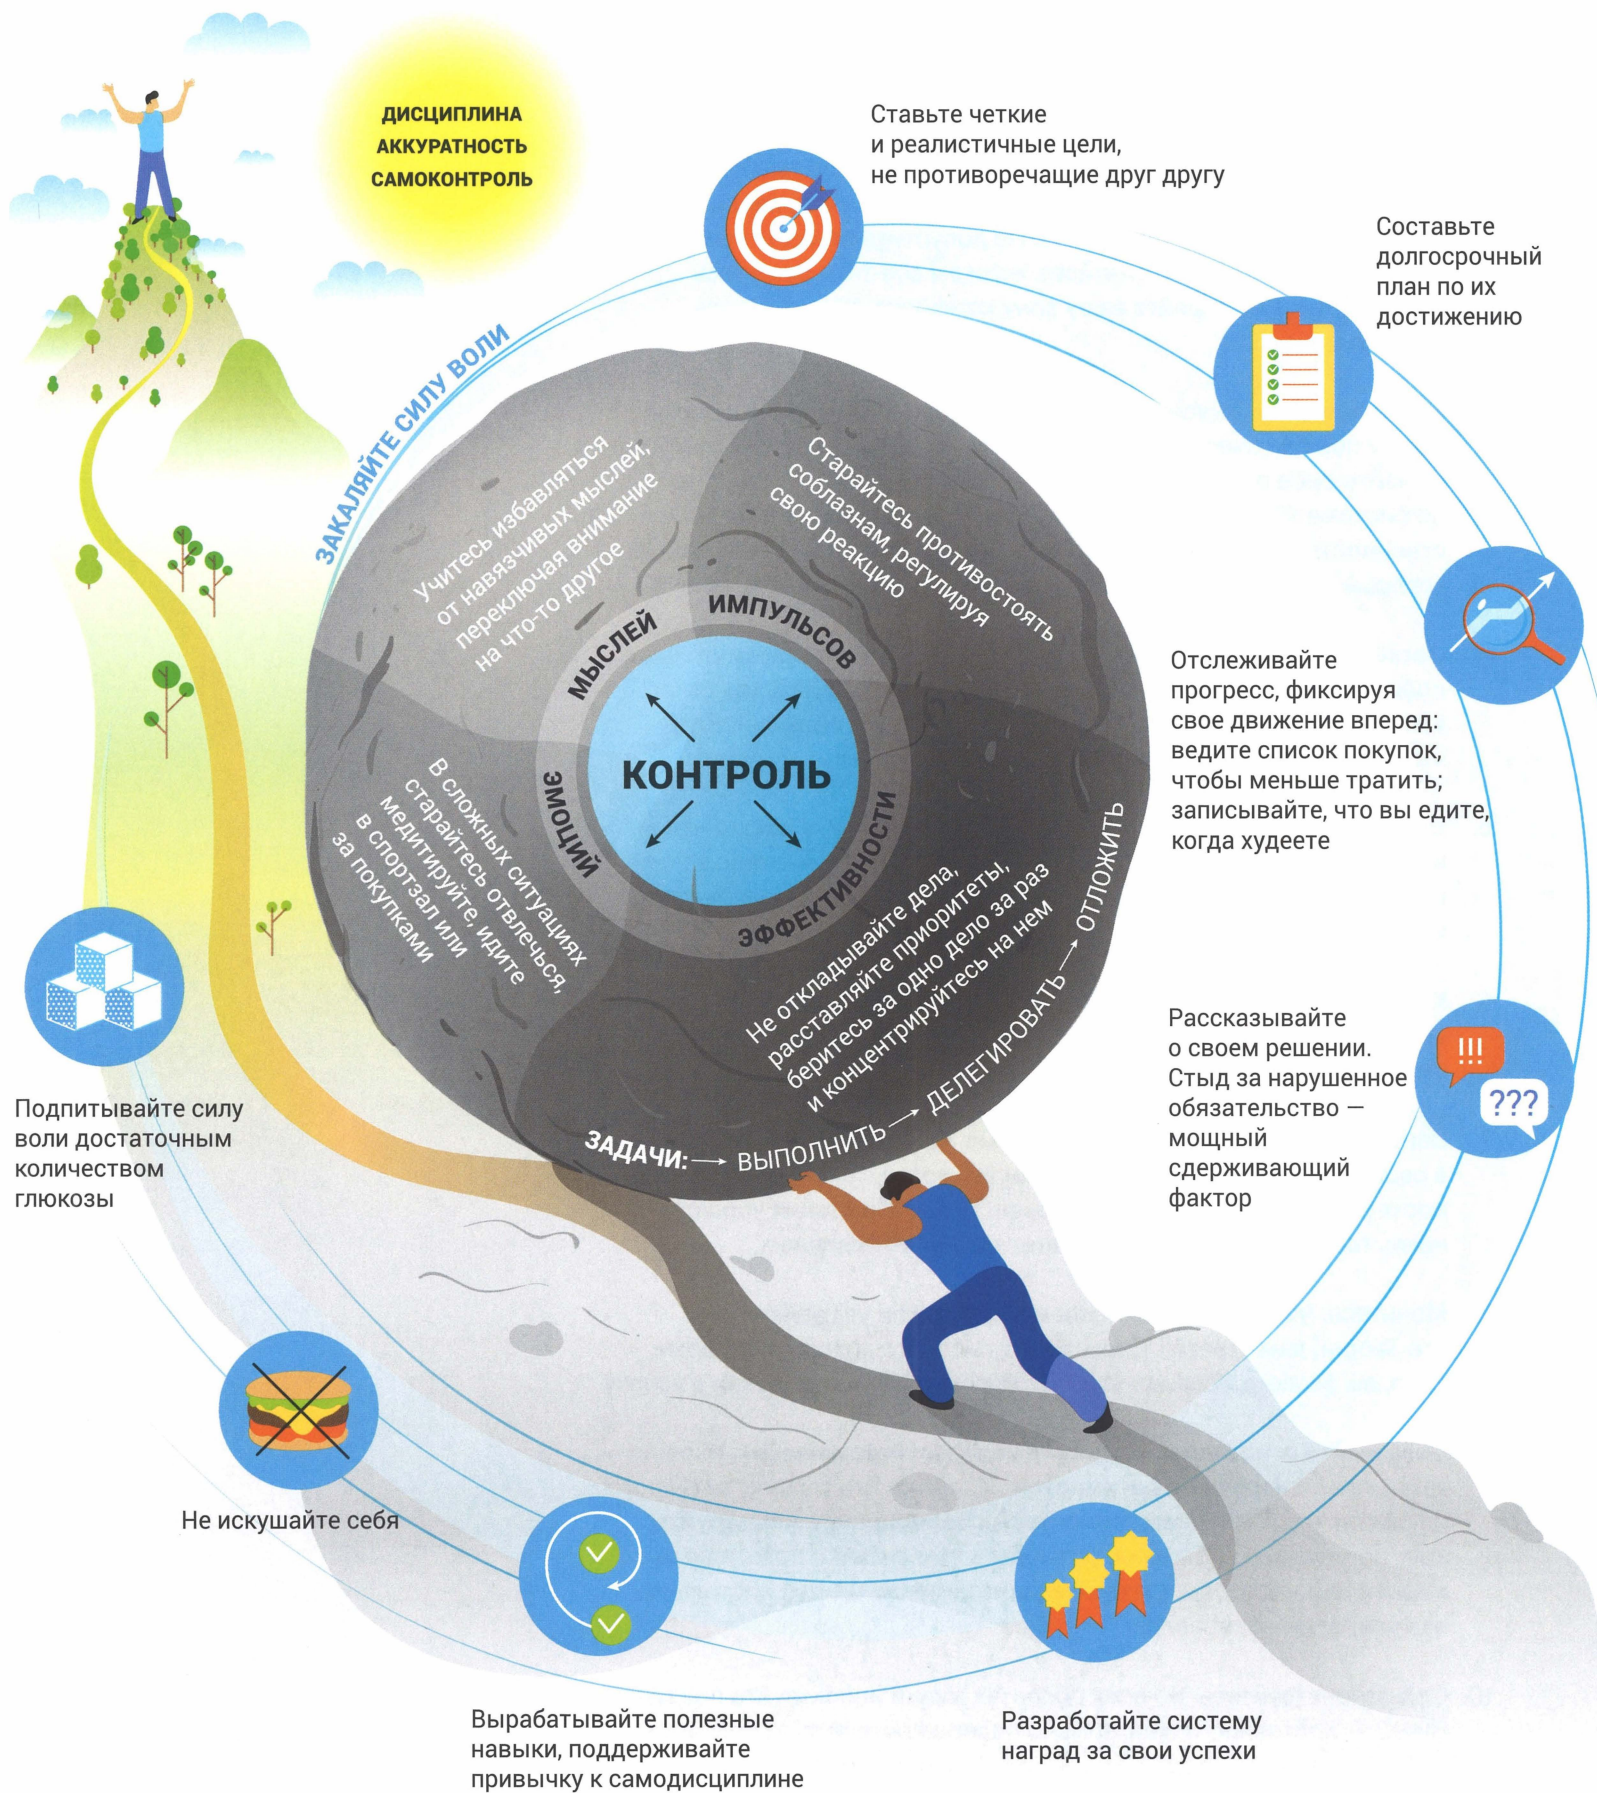 ДИСЦИПЛИНА
АККУРАТНОСТЬ
САМОКОНТРОЛЬ
Ставьте четкие
и реалистичные цели,
не противоречащие друг другу
Составьте
долгосрочный
план по их
достижению
ЗАКАЛЯЙТЕ СИЛУ ВОЛИ
Учитесь избавляться
от навязчивых мыслей,
переключая внимание
на что-то другое
Старайтесь противостоять
соблазнам, регулируя
свою реакцию
МЫСЛЕЙ
ИМПУЛЬСОВ
КОНТРОЛЬ
ЭМОЦИЙ
ЭФФЕКТИВНОСТИ
Отслеживайте
прогресс, фиксируя
свое движение вперед:
ведите список покупок,
чтобы меньше тратить;
записывайте, что вы едите,
когда худеете
В сложных ситуациях
старайтесь отвлечься,
медитируйте, идите
в спортзал или
за покупками
Не откладывайте дела,
расставляйте приоритеты,
беритесь за одно дело за раз
и концентрируйтесь на нем
ЗАДАЧИ: → ВЫПОЛНИТЬ → ДЕЛЕГИРОВАТЬ → ОТЛОЖИТЬ
Рассказывайте
о своем решении.
Стыд за нарушенное
обязательство —
мощный
сдерживающий
фактор
!!!
???
Подпитывайте силу
воли достаточным
количеством
глюкозы
Не искушайте себя
Вырабатывайте полезные
навыки, поддерживайте
привычку к самодисциплине
Разработайте систему
наград за свои успехи